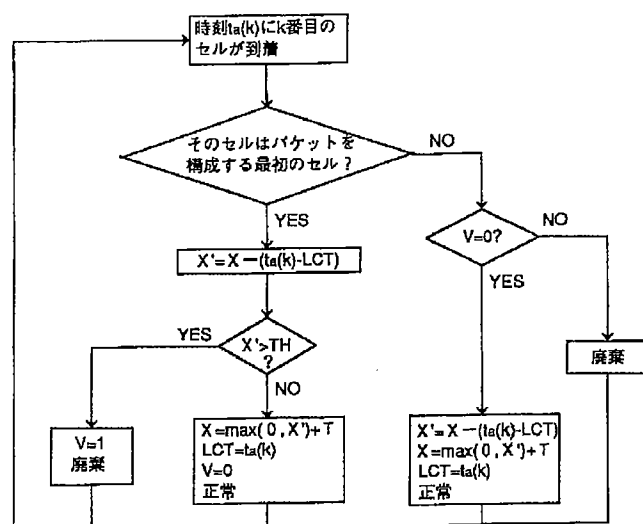 時刻ta(k)にk番目の
セルが到着
そのセルはパケットを
構成する最初のセル？
NO
YES
V=0?
NO
YES
X'=X－(ta(k)-LCT)
YES
X'>TH
?
NO
廃棄
V=1
廃棄
X=max(0,X')+T
LCT=ta(k)
V=0
正常
X'=X－(ta(k)-LCT)
X=max(0,X')+T
LCT=ta(k)
正常